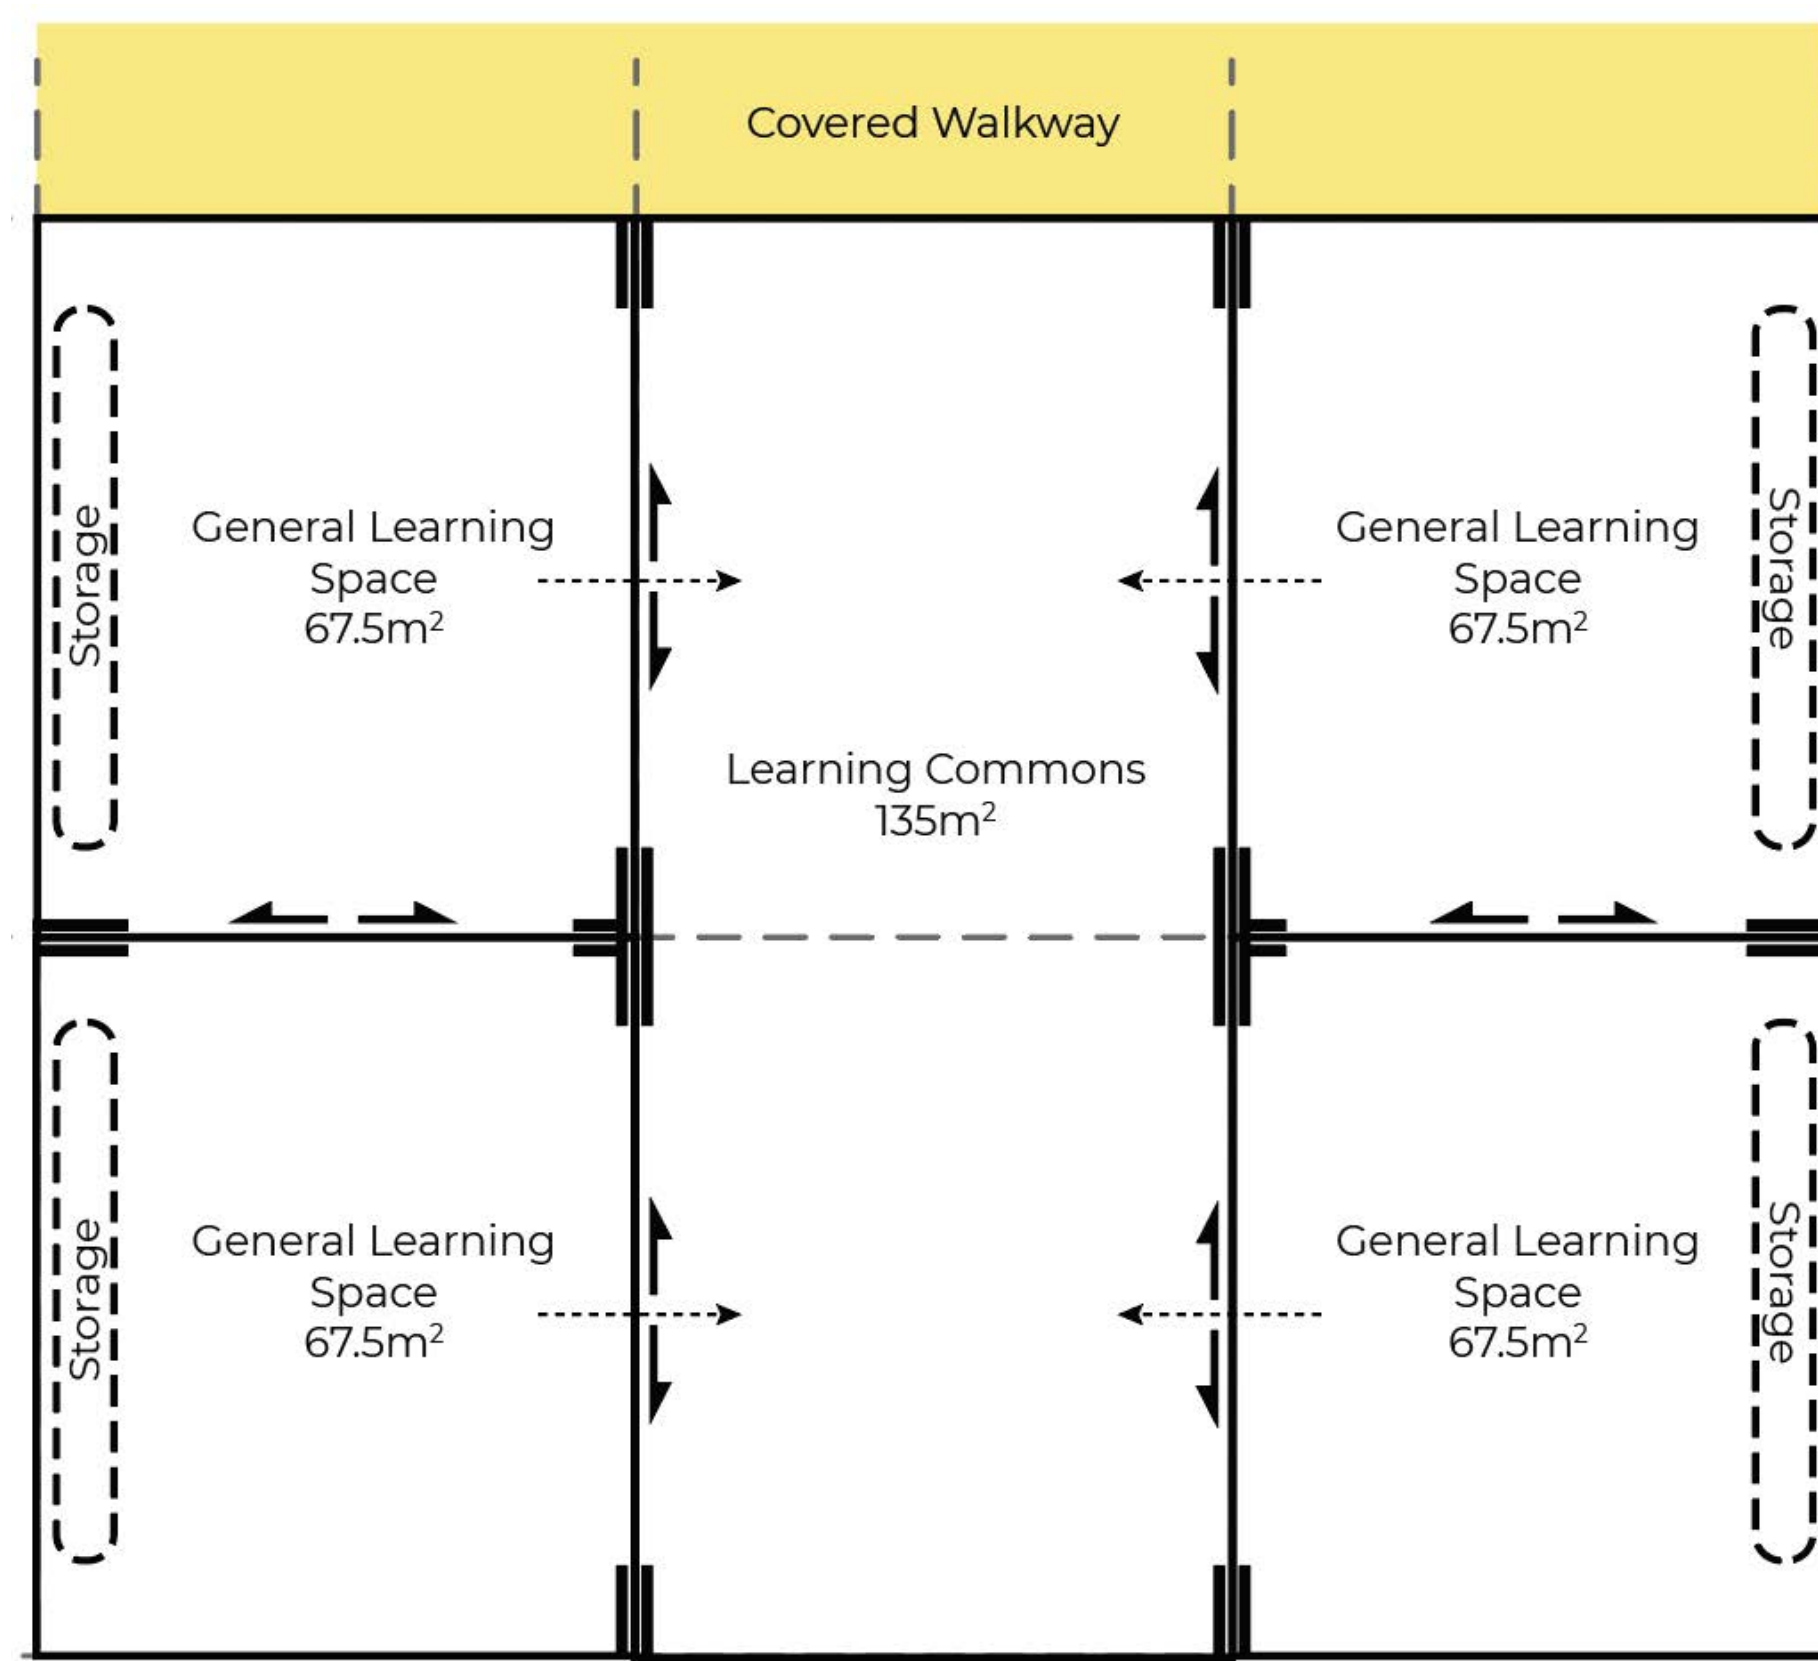 Covered Walkway
Storage
General Learning
Space
67.5m²
Learning Commons
135m²
General Learning
Space
67.5m²
Storage
Storage
General Learning
Space
67.5m²
General Learning
Space
67.5m²
Storage